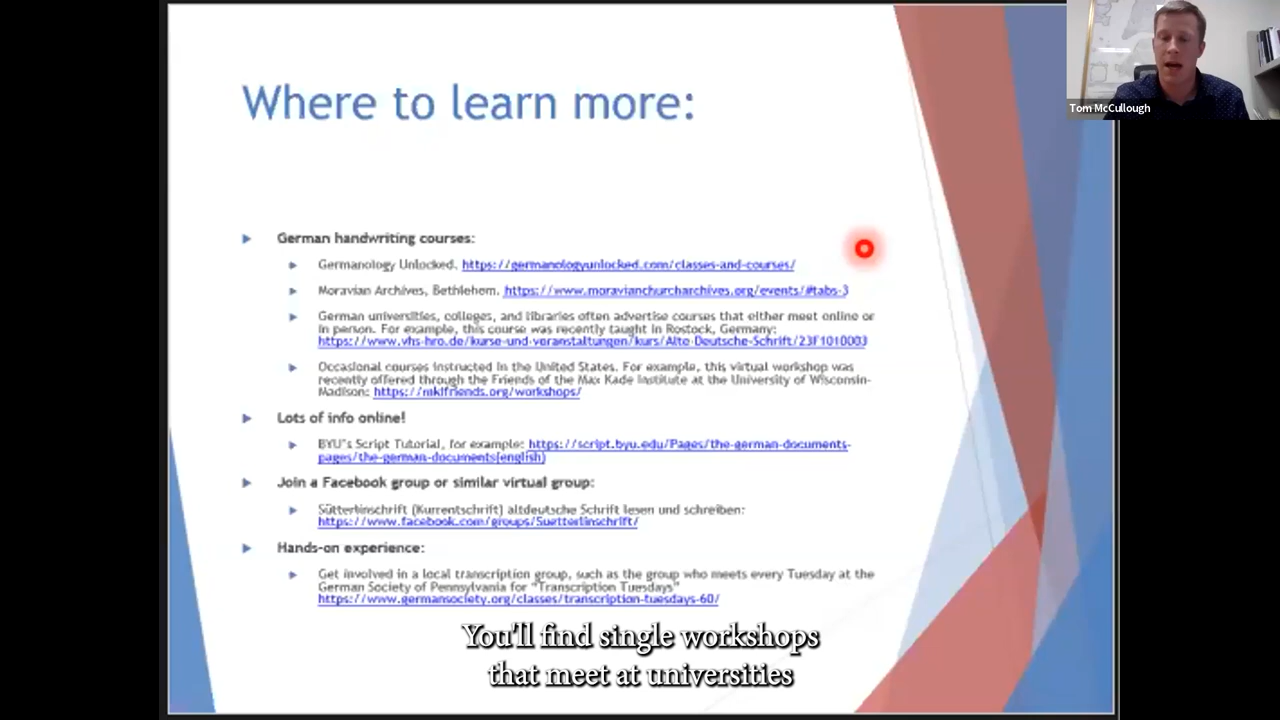 Where to learn more:
Tom McCullough
German handwriting courses:
Germanology Unlocked. https://germanologyunlocked.com/classes-and-courses/
Moravian Archives, Bethlehem. https://www.moravianchurcharchives.org/events/#tabs-3
German universities, colleges, and libraries often advertise courses that either meet online or
in person. For example, this course was recently taught in Rostock, Germany:
https://www.vhs-hro.de/kurse-und-veranstaltungen/kurs/Alte-Deutsche-Schrift/23F1010003
Occasional courses instructed in the United States. For example, this virtual workshop was
recently offered through the Friends of the Max Kade Institute at the University of Wisconsin-
Madison: https://mkifriends.org/workshops/
Lots of info online!
BYU's Script Tutorial, for example: https://script.byu.edu/Pages/the-german-documents-
pages/the-german-documents(english)
Join a Facebook group or similar virtual group:
Sütterlinschrift (Kurrentschrift) altdeutsche Schrift lesen und schreiben:
https://www.facebook.com/groups/Suetterlinschrift/
Hands-on experience:
Get involved in a local transcription group, such as the group who meets every Tuesday at the
German Society of Pennsylvania for "Transcription Tuesdays"
https://www.germansociety.org/classes/transcription-tuesdays-60/
You'll find single workshops
that meet at universities